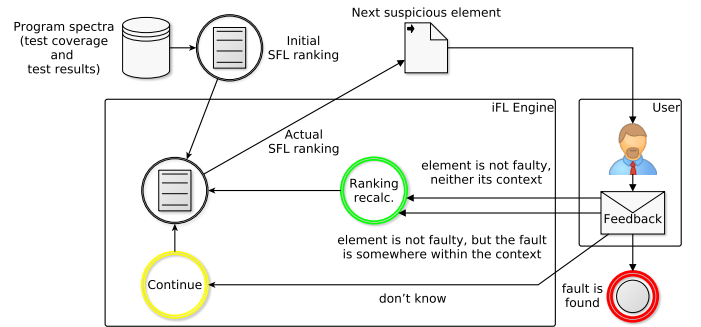 Next suspicious element
Program spectra
(test coverage
and
test results)
Initial
SFL ranking
iFL Engine
User
Actual
SFL ranking
element is not faulty,
neither its context
Ranking
recalc.
Feedback
element is not faulty, but the fault
is somewhere within the context
Continue
don't know
fault is
found